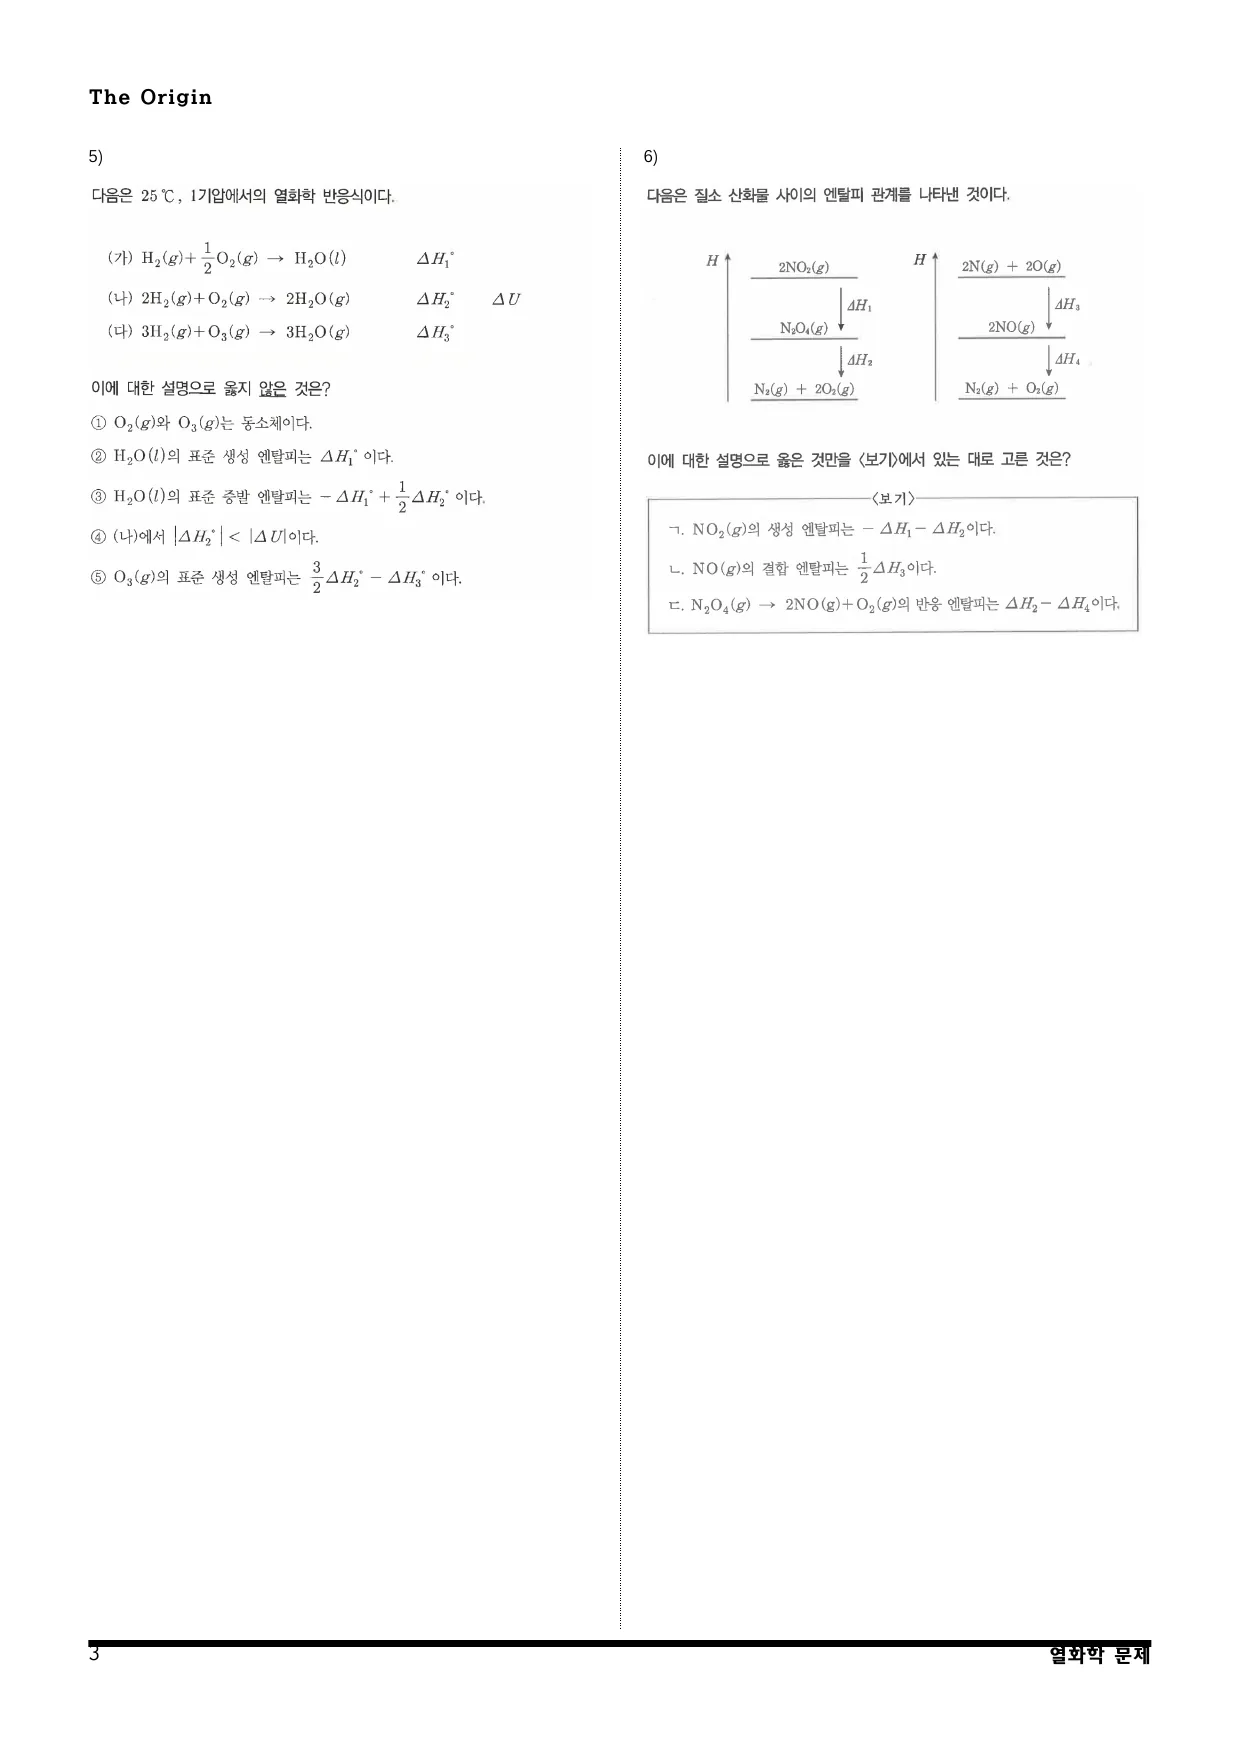 The Origin
5)
다음은 25 ℃, 1기압에서의 열화학 반응식이다.
(가) H₂(g)+ 1/2 O₂(g) → H₂O(l) ΔH₁°
(나) 2H₂(g)+O₂(g) → 2H₂O(g) ΔH₂° ΔU
(다) 3H₂(g)+O₃(g) → 3H₂O(g) ΔH₃°
이에 대한 설명으로 옳지 않은 것은?
① O₂(g)와 O₃(g)는 동소체이다.
② H₂O(l)의 표준 생성 엔탈피는 ΔH₁° 이다.
③ H₂O(l)의 표준 증발 엔탈피는 − ΔH₁° + 1/2 ΔH₂° 이다.
④ (나)에서 |ΔH₂°| < |ΔU|이다.
⑤ O₃(g)의 표준 생성 엔탈피는 3/2 ΔH₂° − ΔH₃° 이다.
6)
다음은 질소 산화물 사이의 엔탈피 관계를 나타낸 것이다.
H
2NO₂(g)
ΔH₁
N₂O₄(g)
ΔH₂
N₂(g) + 2O₂(g)
H
2N(g) + 2O(g)
ΔH₃
2NO(g)
ΔH₄
N₂(g) + O₂(g)
이에 대한 설명으로 옳은 것만을 〈보기〉에서 있는 대로 고른 것은?
〈보기〉
ㄱ. NO₂(g)의 생성 엔탈피는 − ΔH₁− ΔH₂이다.
ㄴ. NO(g)의 결합 엔탈피는 1/2 ΔH₃이다.
ㄷ. N₂O₄(g) → 2NO(g)+O₂(g)의 반응 엔탈피는 ΔH₂− ΔH₄이다.
3
열화학 문제